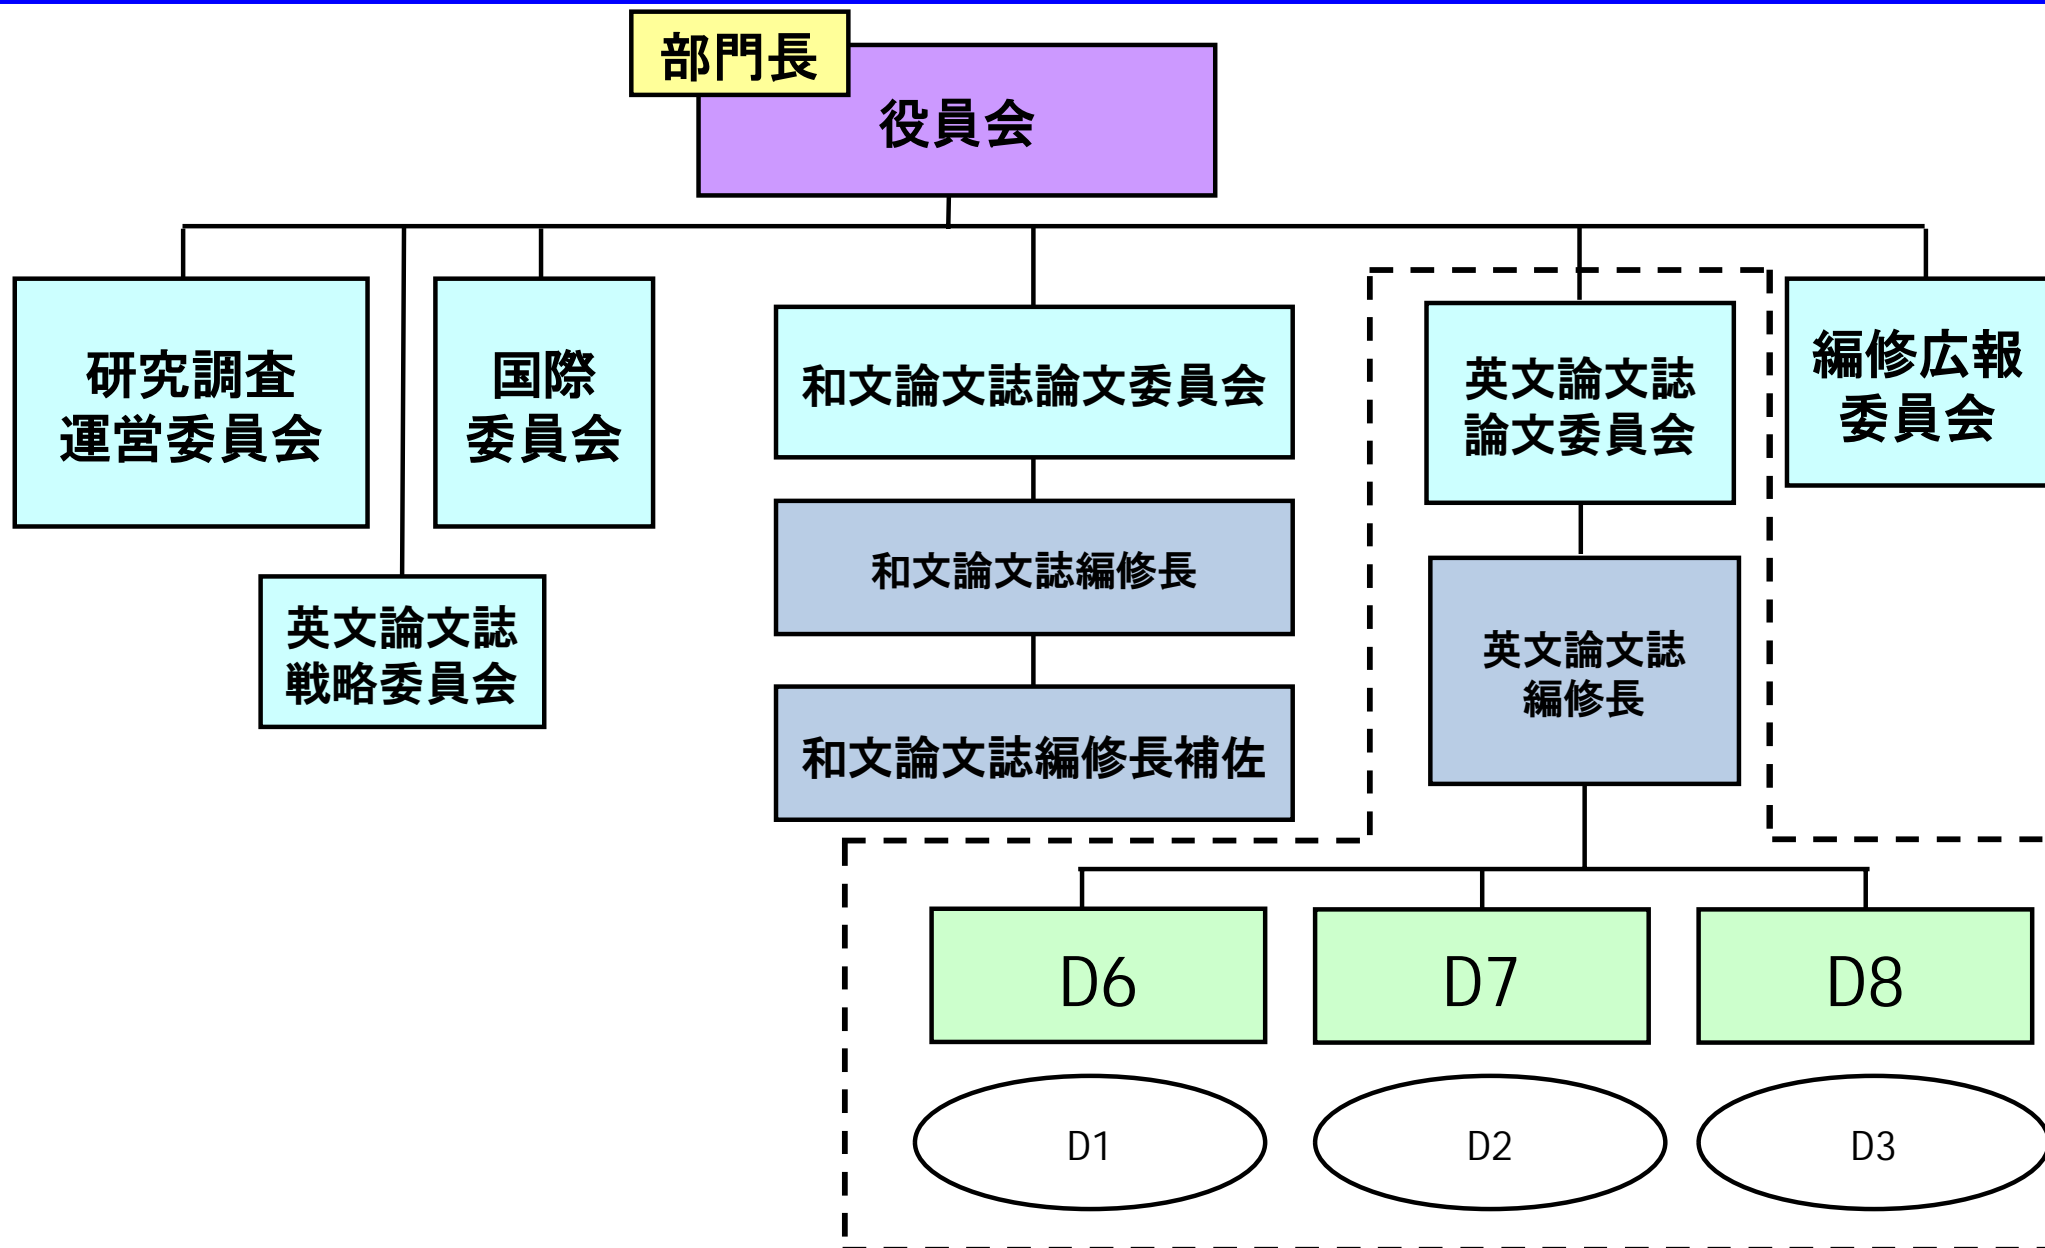 部門長
役員会
研究調査
運営委員会
国際
委員会
和文論文誌論文委員会
英文論文誌
論文委員会
編修広報
委員会
和文論文誌編修長
英文論文誌
戦略委員会
英文論文誌
編修長
和文論文誌編修長補佐
D6
D7
D8
D1
D2
D3